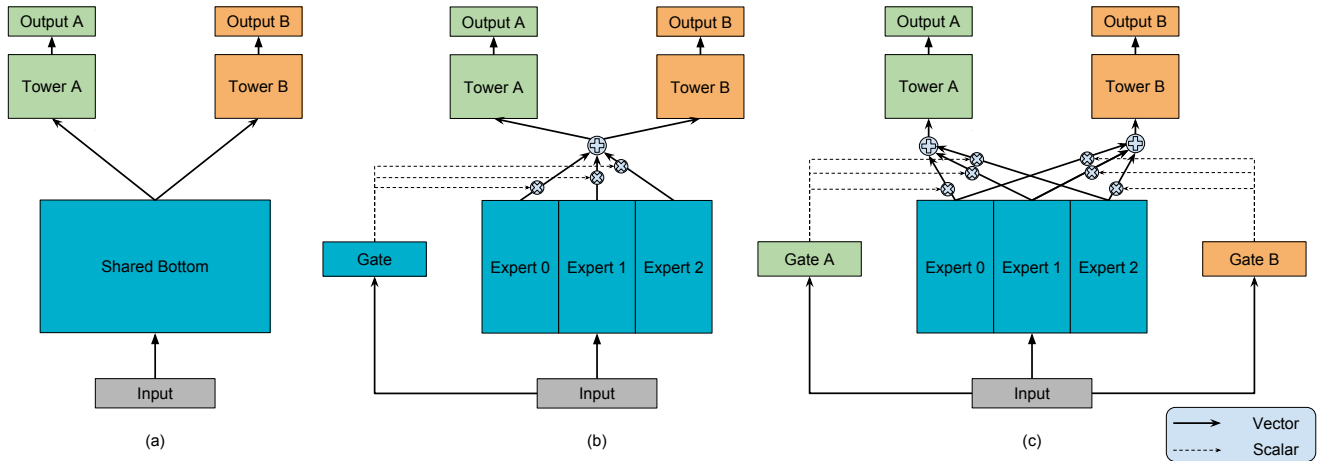 Output A
Output B
Tower A
Tower B
Shared Bottom
Input
(a)
Output A
Output B
Tower A
Tower B
Gate
Expert 0
Expert 1
Expert 2
Input
(b)
Output A
Output B
Tower A
Tower B
Gate A
Expert 0
Expert 1
Expert 2
Gate B
Input
(c)
Vector
Scalar